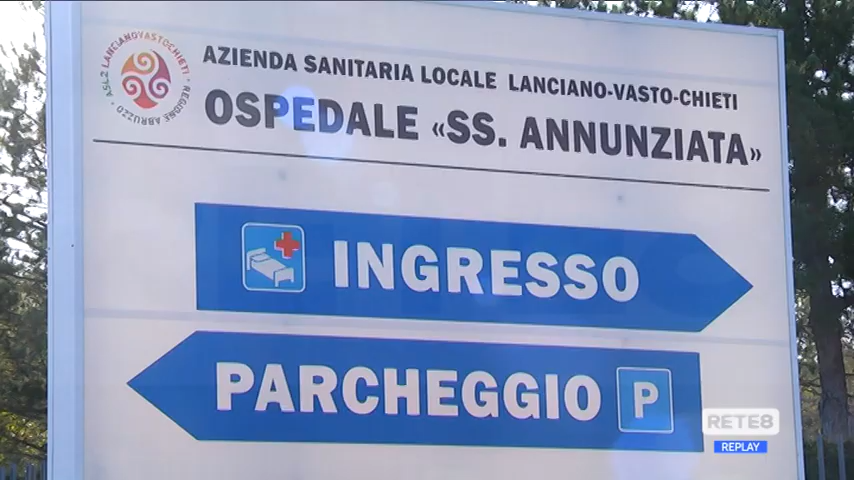 ASL2 LANCIANOVASTOCHIETI • REGIONE ABRUZZO •
AZIENDA SANITARIA LOCALE LANCIANO-VASTO-CHIETI
OSPEDALE «SS. ANNUNZIATA»
INGRESSO
PARCHEGGIO P
RETE8
REPLAY